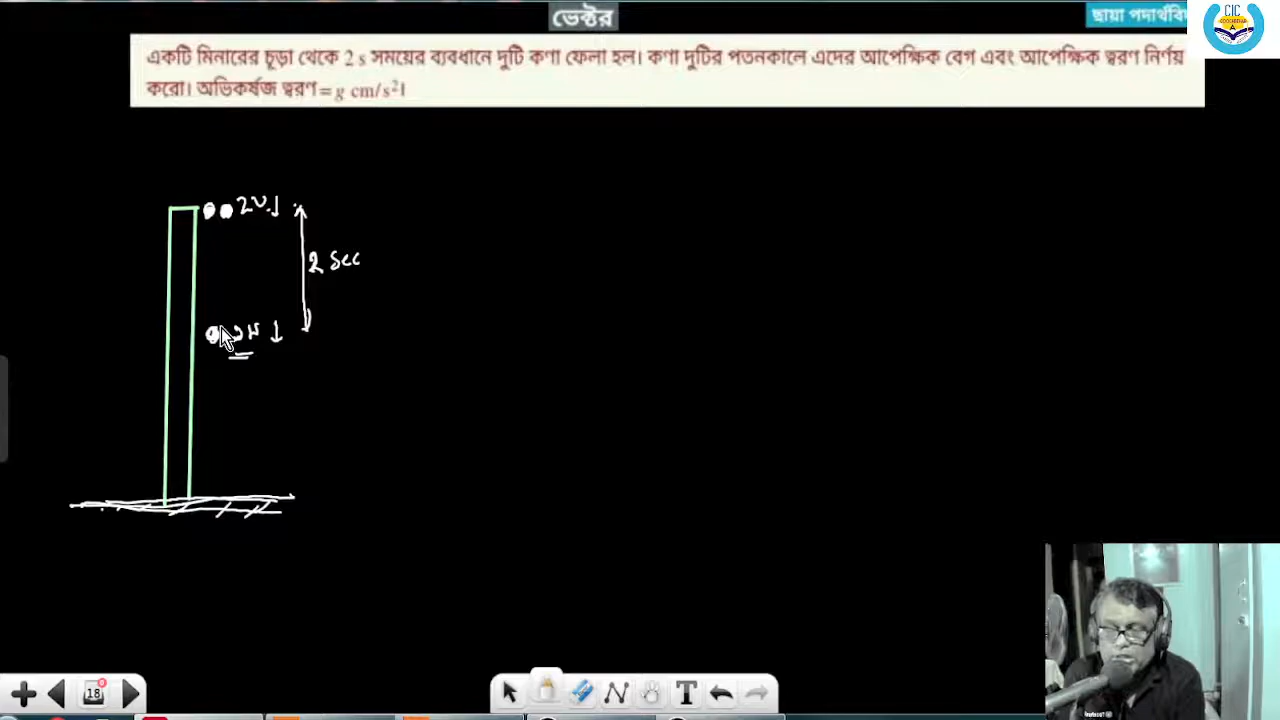 ভেক্টর
ছায়া পদার্থবিদ
CIC
একটি মিনারের চূড়া থেকে 2 s সময়ের ব্যবধানে দুটি কণা ফেলা হল। কণা দুটির পতনকালে এদের আপেক্ষিক বেগ এবং আপেক্ষিক ত্বরণ নির্ণয়
করো। অভিকর্ষজ ত্বরণ = g cm/s²।
2 Sec
18
T